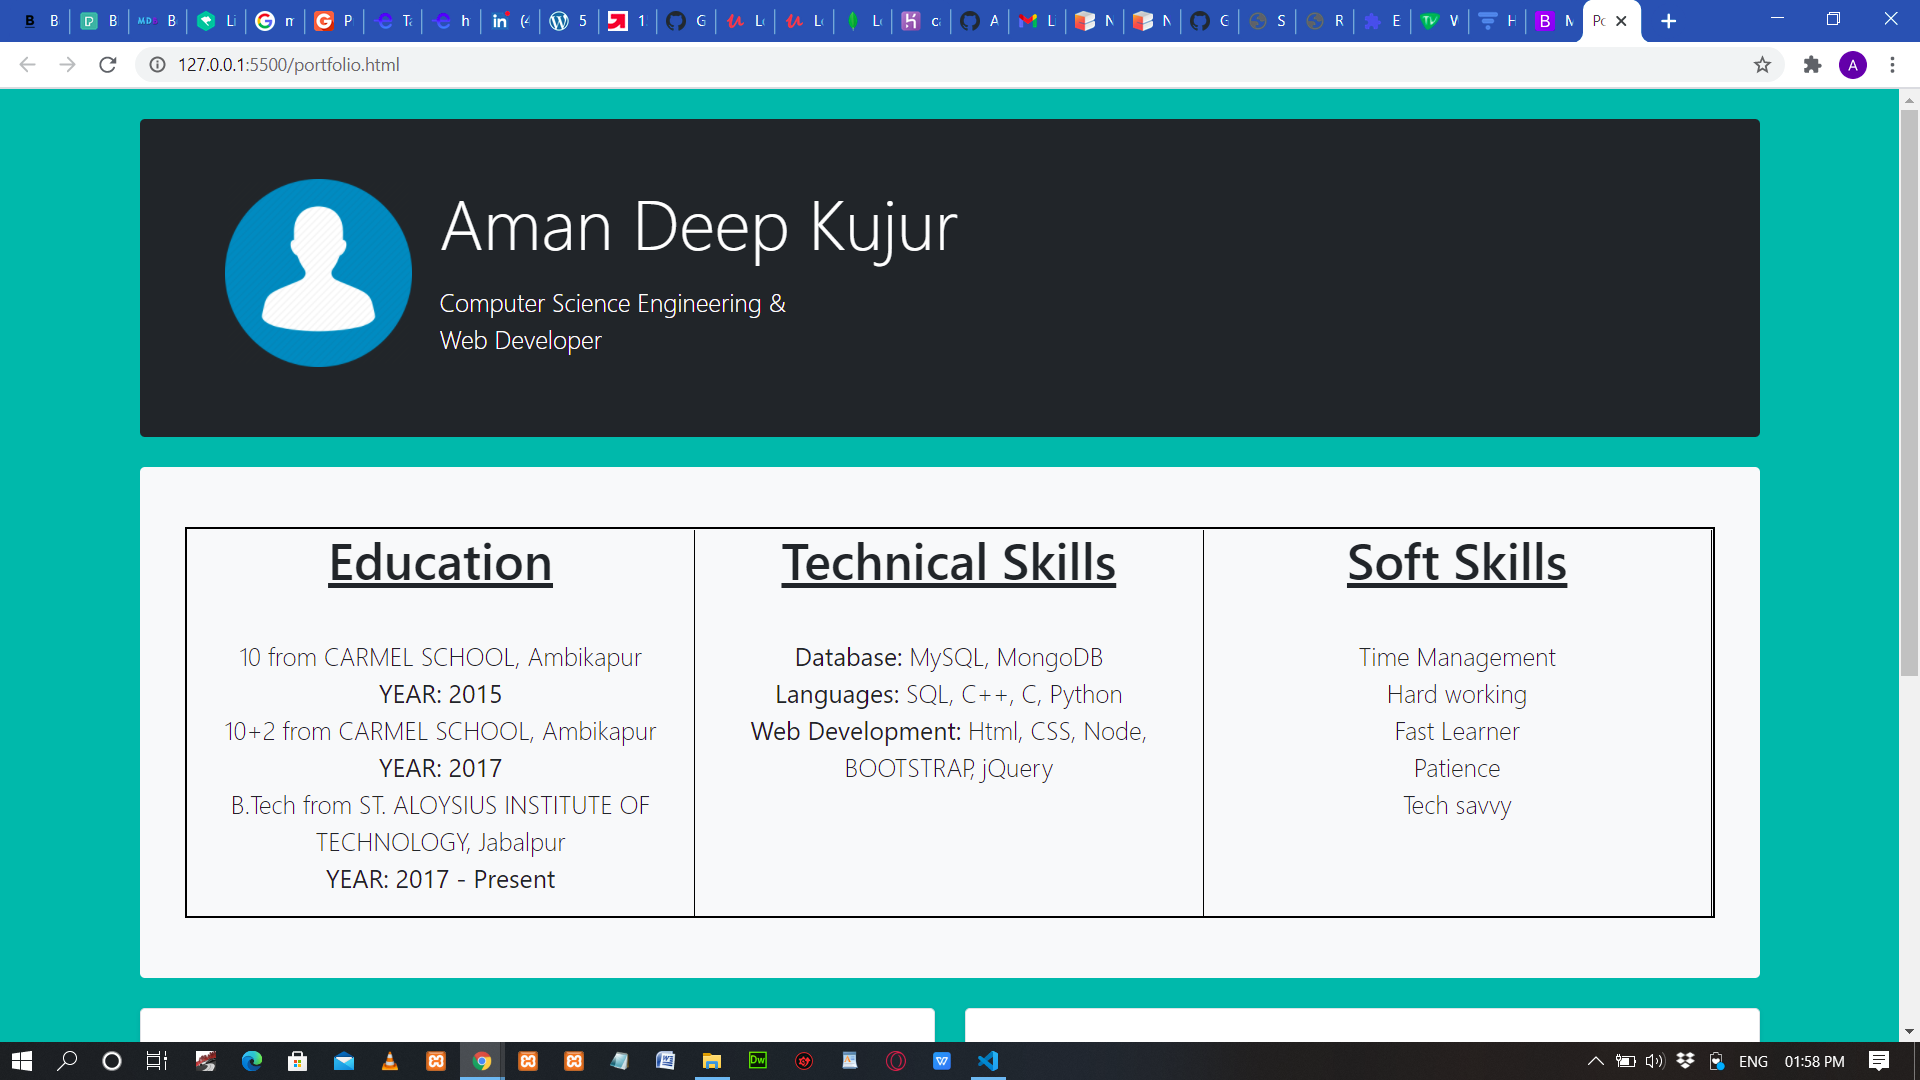 127.0.0.1:5500/portfolio.html
A
Aman Deep Kujur
Computer Science Engineering &
Web Developer
Education
10 from CARMEL SCHOOL, Ambikapur
YEAR: 2015
10+2 from CARMEL SCHOOL, Ambikapur
YEAR: 2017
B.Tech from ST. ALOYSIUS INSTITUTE OF
TECHNOLOGY, Jabalpur
YEAR: 2017 - Present
Technical Skills
Database: MySQL, MongoDB
Languages: SQL, C++, C, Python
Web Development: Html, CSS, Node,
BOOTSTRAP, jQuery
Soft Skills
Time Management
Hard working
Fast Learner
Patience
Tech savvy
ENG
01:58 PM